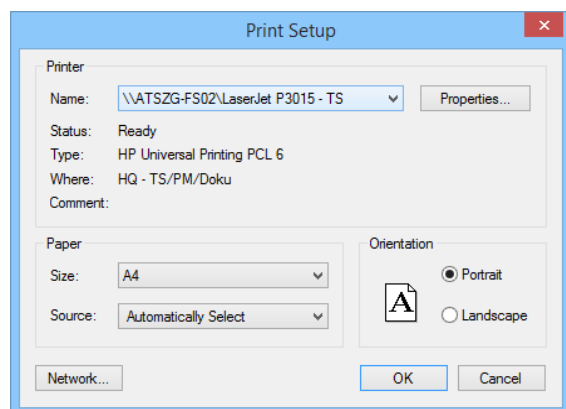 Print Setup
Printer
Name: \\ATSZG-FS02\LaserJet P3015 - TS Properties...
Status: Ready
Type: HP Universal Printing PCL 6
Where: HQ - TS/PM/Doku
Comment:
Paper
Size: A4
Source: Automatically Select
Orientation
A
Portrait
Landscape
Network... OK Cancel